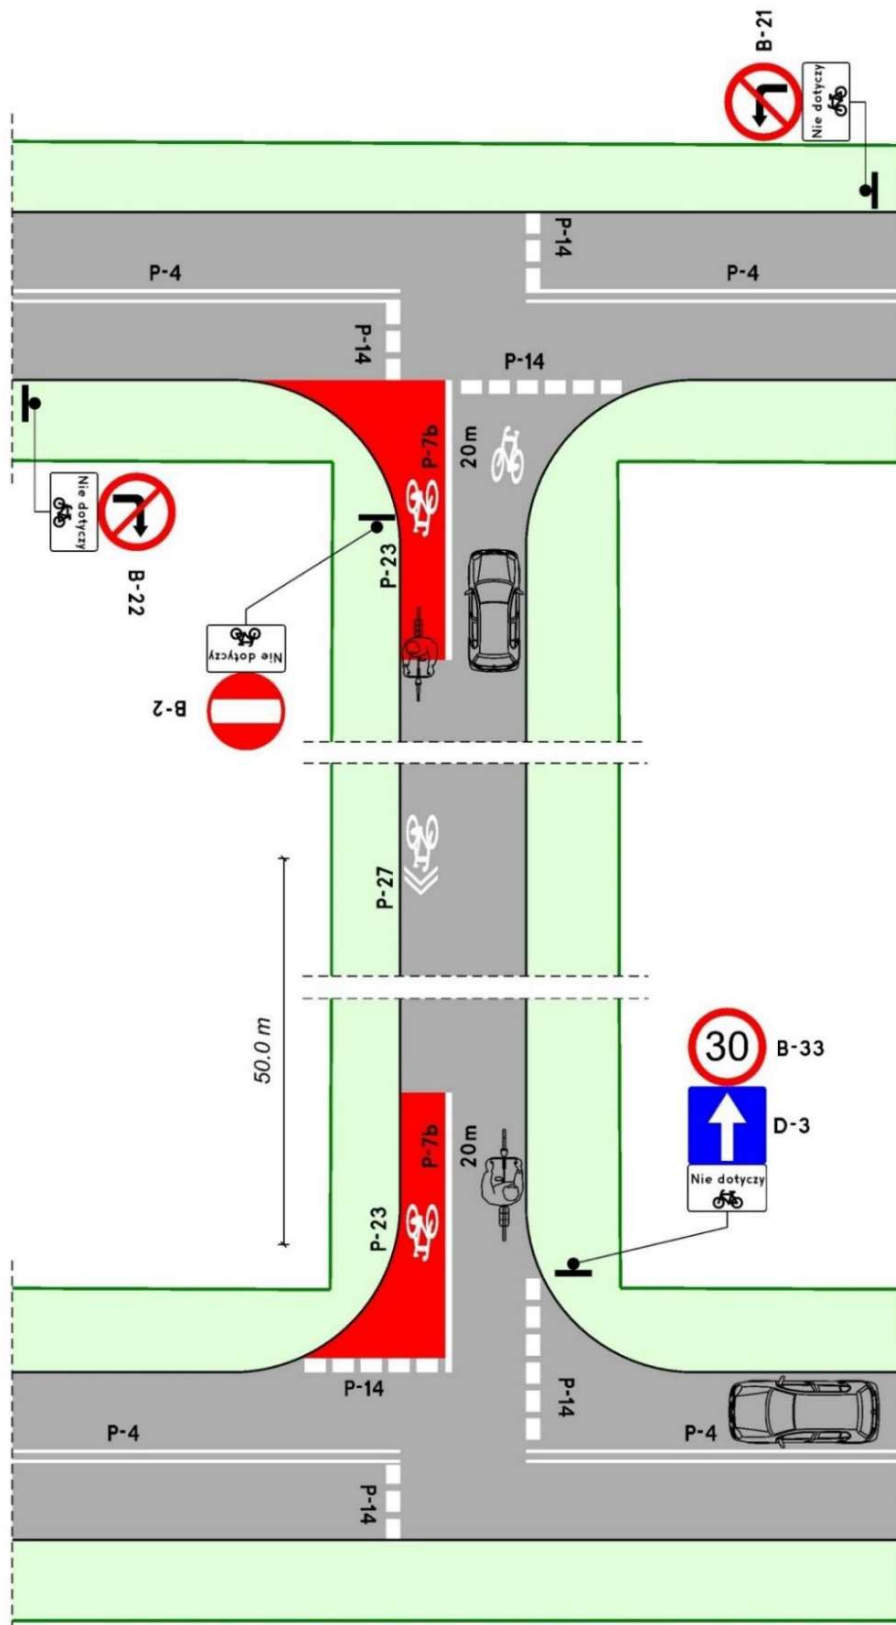 B-21
Nie dotyczy
P-14
P-4
P-4
P-14
P-14
P-7b
20m
Nie dotyczy
B-22
P-23
Nie dotyczy
B-2
P-27
50.0 m
30
B-33
D-3
Nie dotyczy
P-7b
20m
P-23
P-14
P-14
P-4
P-4
P-14